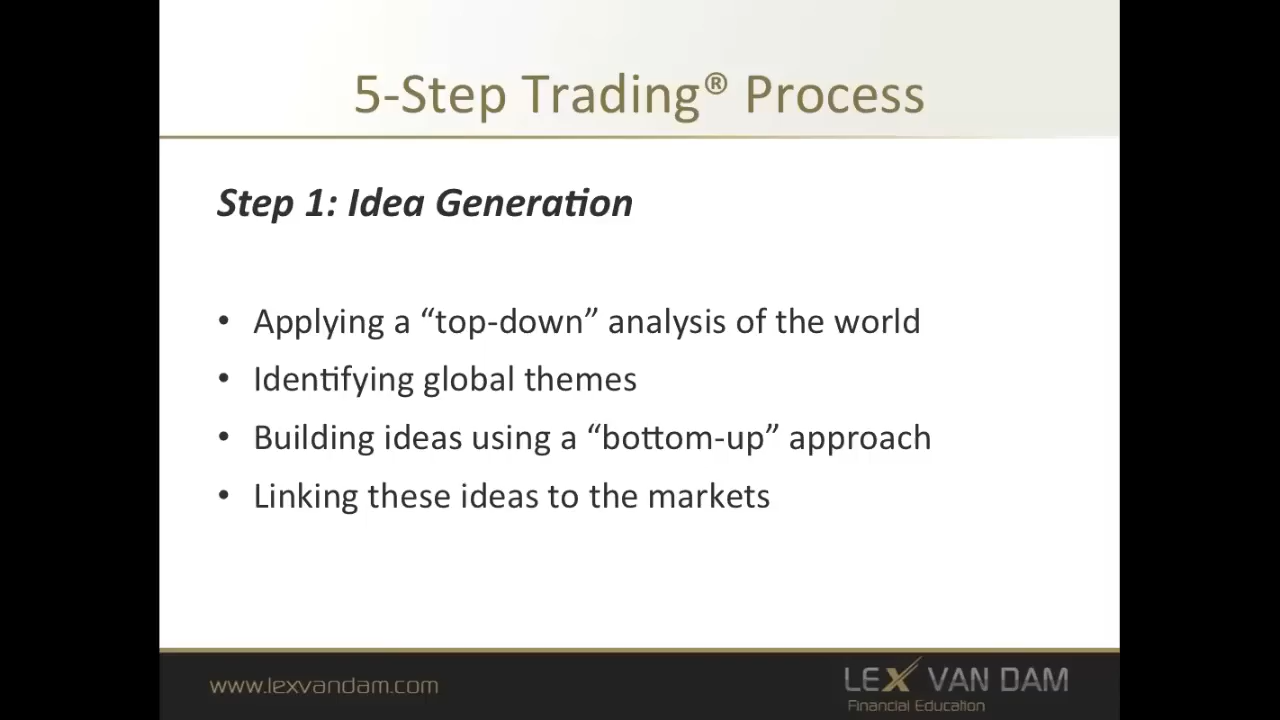 5-Step Trading® Process
Step 1: Idea Generation
• Applying a “top-down” analysis of the world
• Identifying global themes
• Building ideas using a “bottom-up” approach
• Linking these ideas to the markets
www.lexvandam.com
LEX VAN DAM
Financial Education